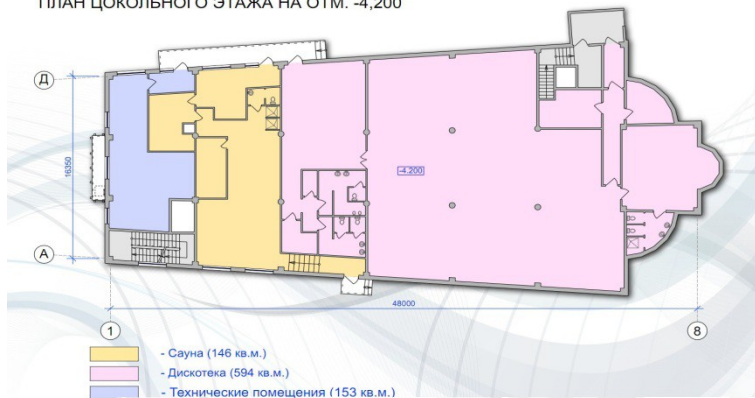 ПЛАН ЦОКОЛЬНОГО ЭТАЖА НА ОТМ. -4,200
Д
16350
-4,200
А
48000
1
8
- Сауна (146 кв.м.)
- Дискотека (594 кв.м.)
- Технические помещения (153 кв.м.)